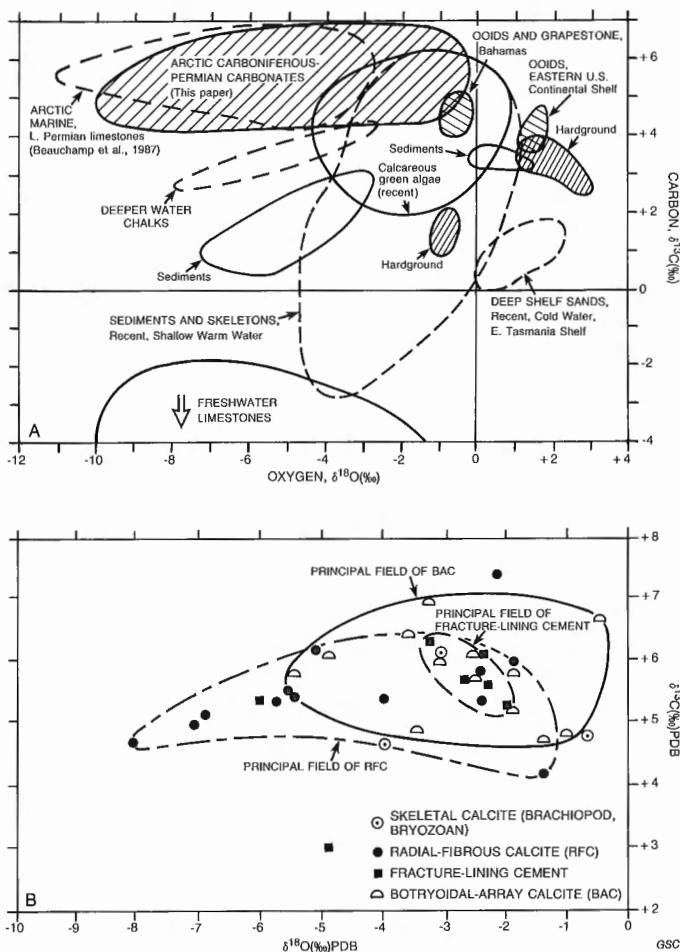 +6
+4
+2
0
-2
-4
CARBON, δ¹³C(‰)
ARCTIC CARBONIFEROUS-
PERMIAN CARBONATES
(This paper)
OOIDS AND GRAPESTONE,
Bahamas
OOIDS,
EASTERN U.S.
Continental Shelf
Hardground
ARCTIC
MARINE,
L. Permian limestones
(Beauchamp et al., 1987)
Sediments
Calcareous
green algae
(recent)
DEEPER WATER
CHALKS
Sediments
Hardground
SEDIMENTS AND SKELETONS,
Recent, Shallow Warm Water
DEEP SHELF SANDS,
Recent, Cold Water,
E. Tasmania Shelf
FRESHWATER
LIMESTONES
A
-12 -10 -8 -6 -4 -2 0 +2 +4
OXYGEN, δ¹⁸O(‰)
+8
+7
+6
+5
+4
+3
+2
δ¹³C(‰)PDB
PRINCIPAL FIELD OF BAC
PRINCIPAL FIELD OF
FRACTURE-LINING CEMENT
PRINCIPAL FIELD OF RFC
SKELETAL CALCITE (BRACHIOPOD,
BRYOZOAN)
RADIAL-FIBROUS CALCITE (RFC)
FRACTURE-LINING CEMENT
BOTRYOIDAL-ARRAY CALCITE (BAC)
B
-10 -9 -8 -7 -6 -5 -4 -3 -2 -1 0
δ¹⁸O(‰)PDB
GSC